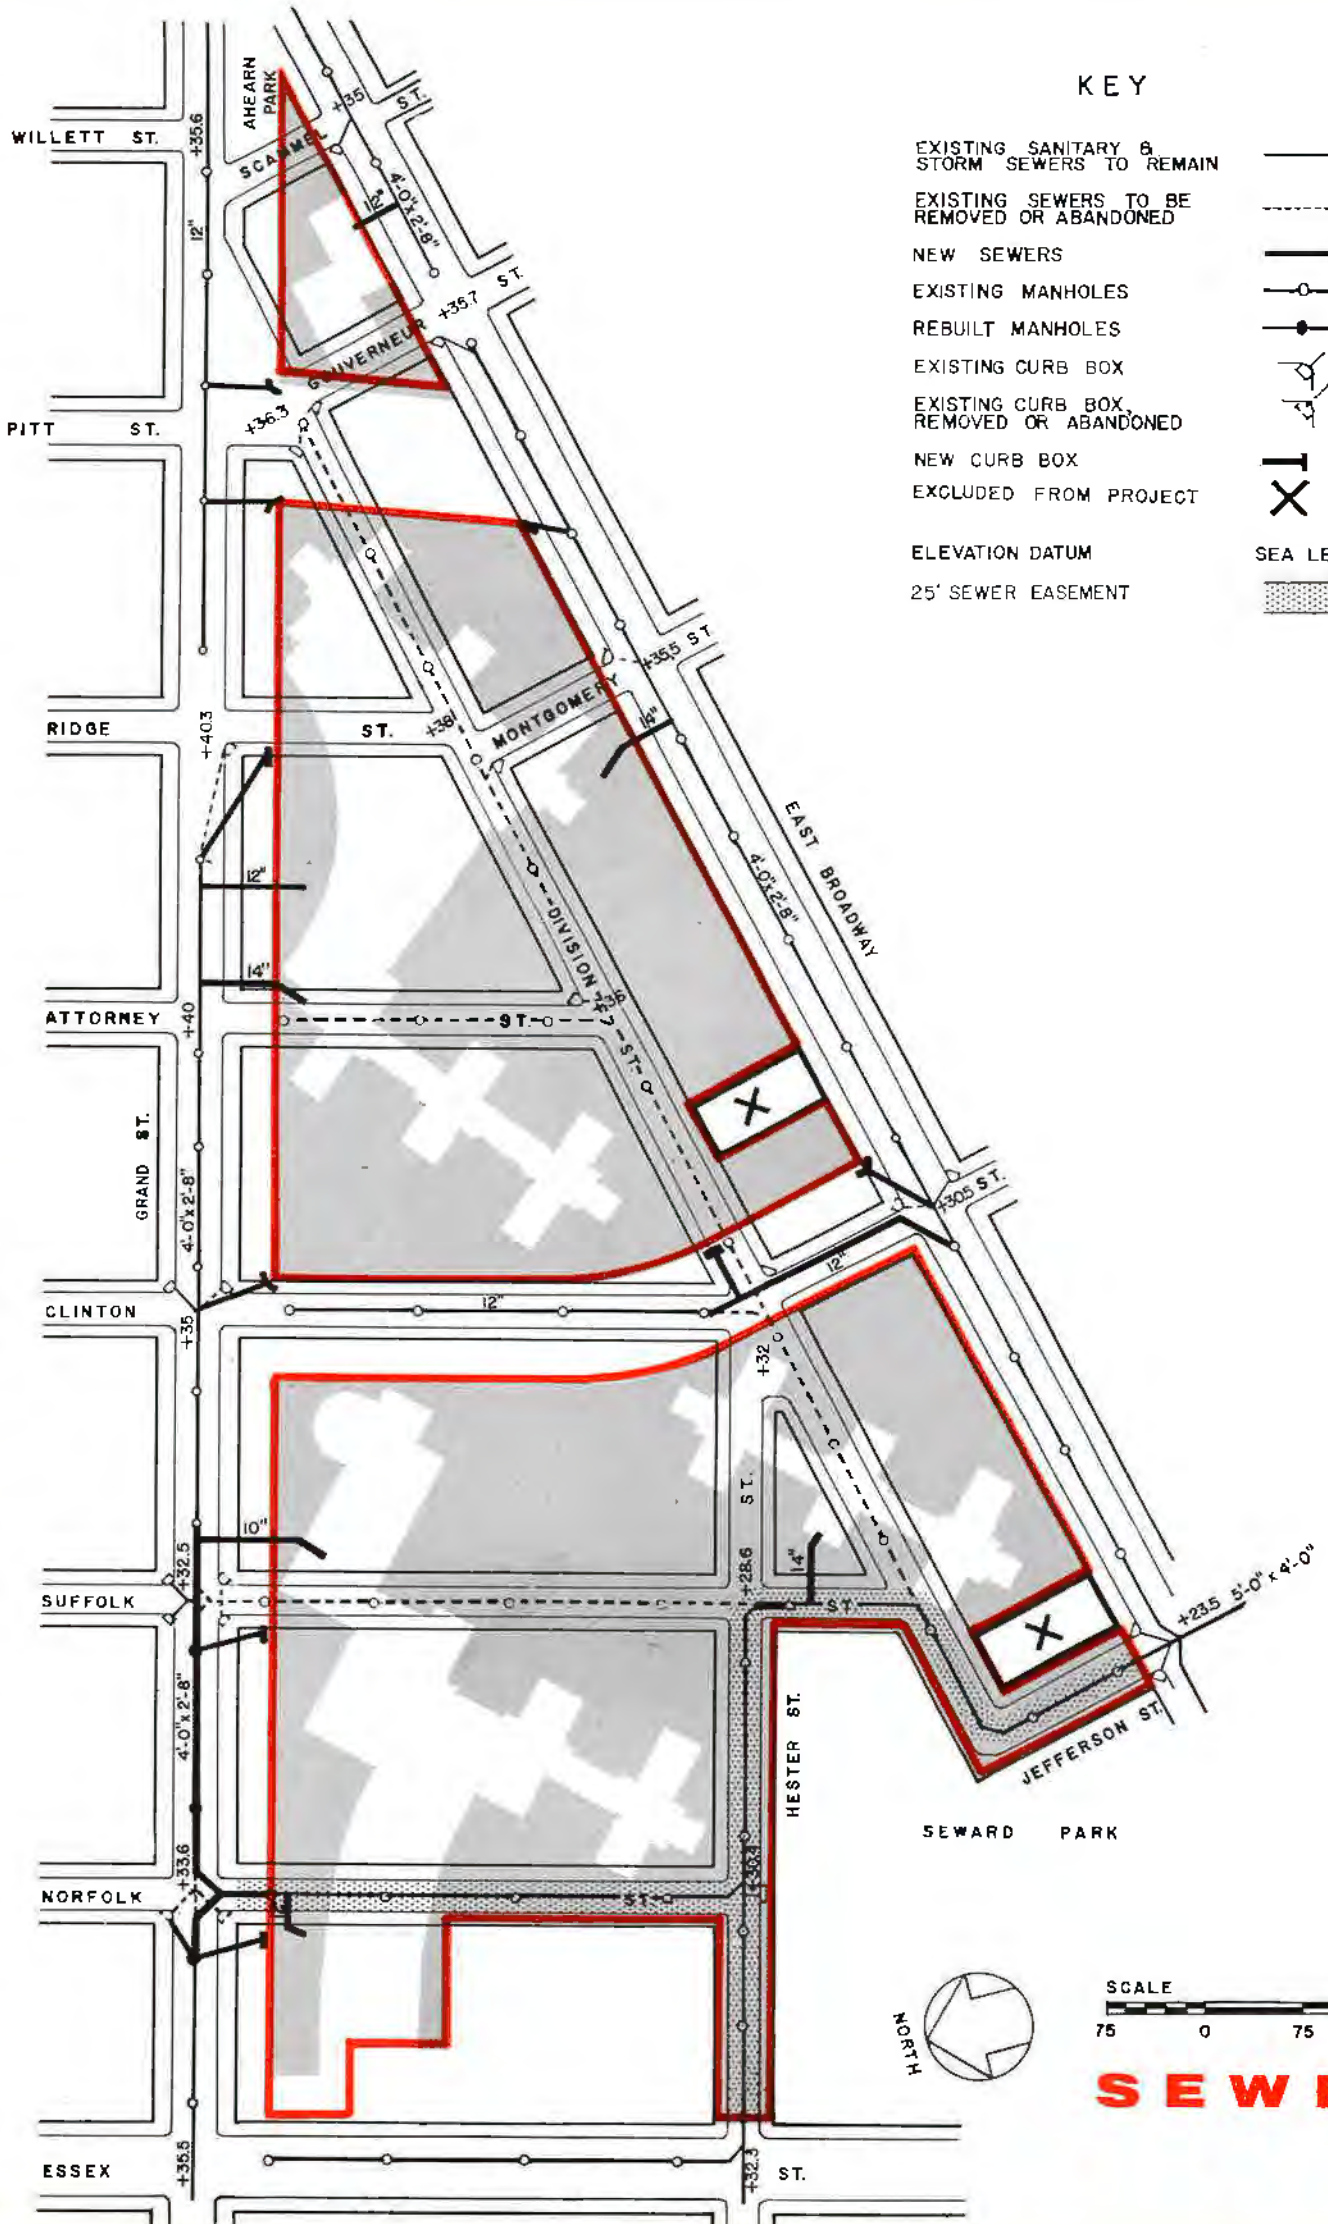 KEY
EXISTING SANITARY &
STORM SEWERS TO REMAIN
EXISTING SEWERS TO BE
REMOVED OR ABANDONED
NEW SEWERS
EXISTING MANHOLES
REBUILT MANHOLES
EXISTING CURB BOX
EXISTING CURB BOX,
REMOVED OR ABANDONED
NEW CURB BOX
EXCLUDED FROM PROJECT
X
ELEVATION DATUM
SEA LE
25' SEWER EASEMENT
AHEARN
PARK
+35 ST.
WILLETT ST.
+35.6
SCAMMEL
12"
4'-0"x2'-8"
12"
+35.7 ST.
GOUVERNEUR
+36.3
PITT ST.
+35.5 ST.
MONTGOMERY
14"
RIDGE ST.
+40.3
+38
EAST BROADWAY
4'-0"x2'-8"
12"
14"
DIVISION ST.
ATTORNEY ST.
+40
X
GRAND ST.
4'-0"x2'-8"
+30.5 ST.
12"
CLINTON
12"
+35
+32
ST.
10"
+32.5
+28.6
14"
SUFFOLK ST.
X
+23.5 5'-0" x 4'-0"
4'-0"x2'-8"
HESTER ST.
JEFFERSON ST.
SEWARD PARK
+33.6
NORFOLK ST.
NORTH
SCALE
75 0 75
SEW
+35.5
+32.3
ESSEX ST.